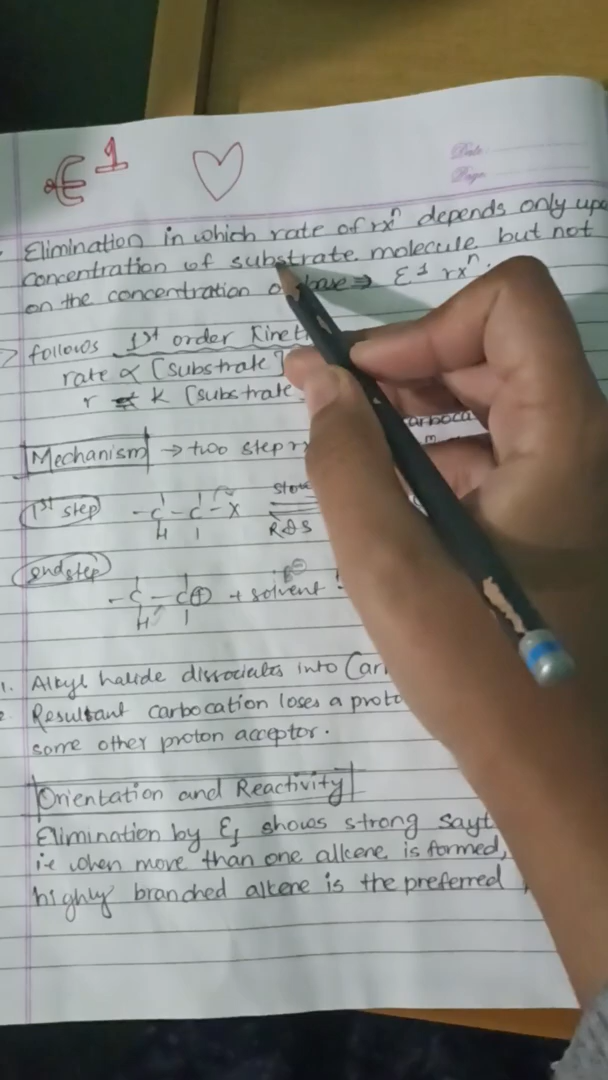 E1
Date
Page
Elimination in which rate of rxⁿ depends only upo
concentration of substrate molecule but not
on the concentration of base ⇒ E1 rxⁿ.
follows 1st order Kinet
rate ∝ [substrate]
r = K [substrate
Mechanism → two step r
carboca
1st step -C-C-X slow
H RDS
2nd step -C-C⊕ + solvent
H
1. Alkyl halide dissociates into Car
2. Resultant carbocation loses a proto
some other proton acceptor.
Orientation and Reactivity
Elimination by E1 shows strong sayt
i.e when more than one alkene is formed,
highly branched alkene is the preferred